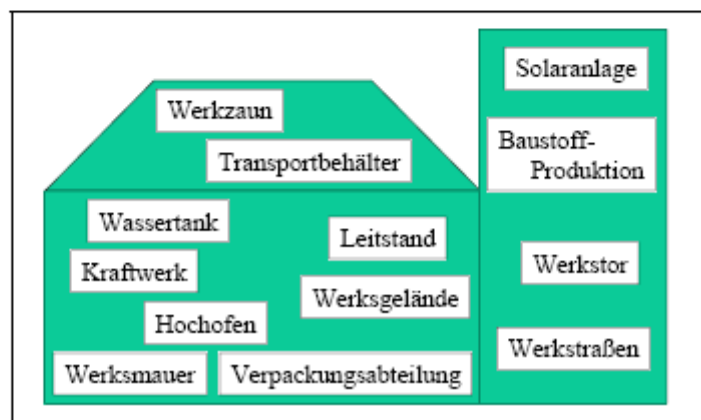 Werkzaun
Transportbehälter
Wassertank
Leitstand
Kraftwerk
Werksgelände
Hochofen
Werksmauer
Verpackungsabteilung
Solaranlage
Baustoff-
Produktion
Werkstor
Werkstraßen